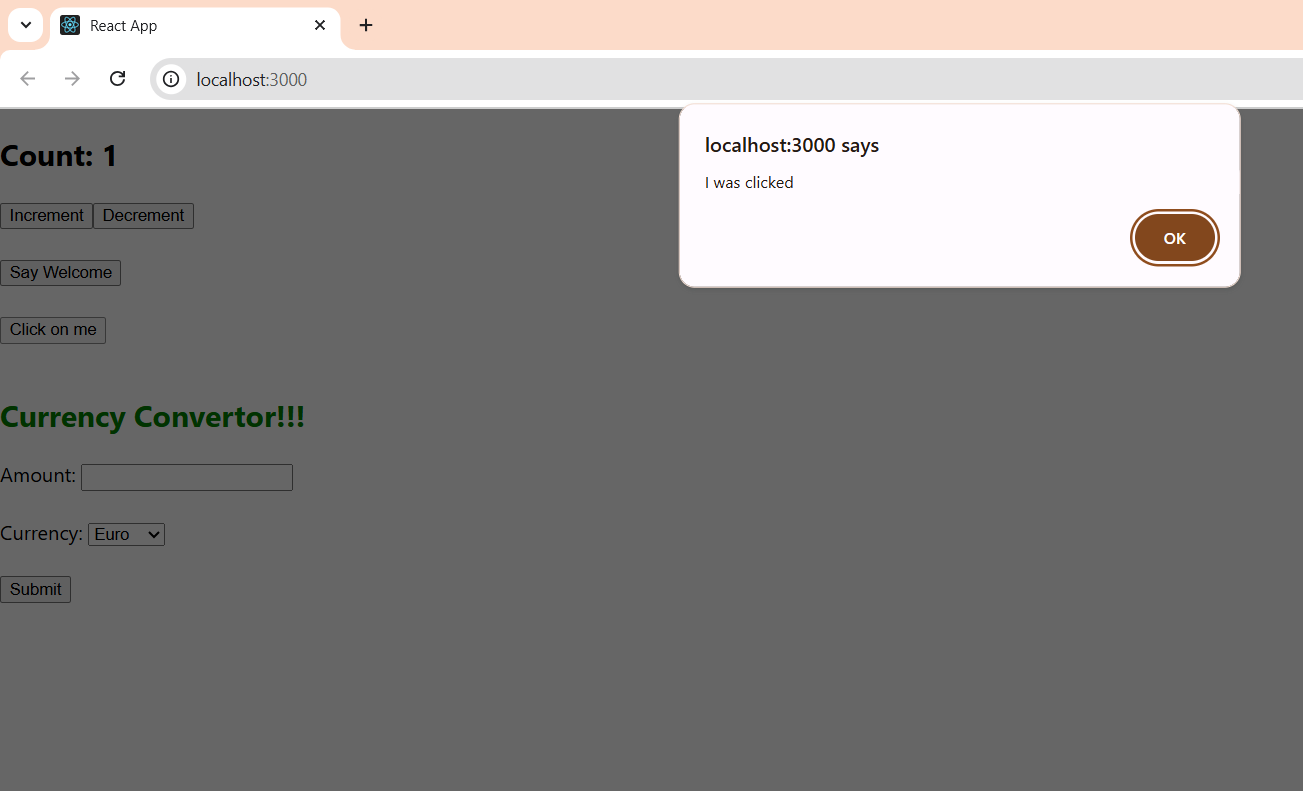 React App
localhost:3000
localhost:3000 says
I was clicked
OK
Count: 1
Increment Decrement
Say Welcome
Click on me
Currency Convertor!!!
Amount:
Currency: Euro
Submit